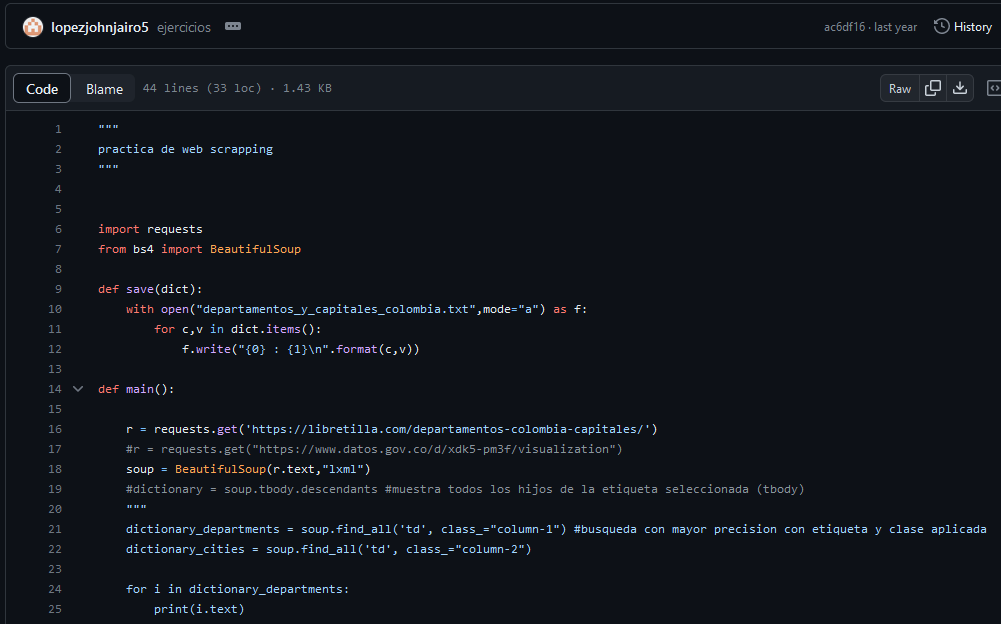 lopezjohnjairo5 ejercicios ac6df16 · last year History
Code Blame 44 lines (33 loc) · 1.43 KB Raw
1 """
2 practica de web scrapping
3 """
4
5
6 import requests
7 from bs4 import BeautifulSoup
8
9 def save(dict):
10 with open("departamentos_y_capitales_colombia.txt",mode="a") as f:
11 for c,v in dict.items():
12 f.write("{0} : {1}\n".format(c,v))
13
14 def main():
15
16 r = requests.get('https://libretilla.com/departamentos-colombia-capitales/')
17 #r = requests.get("https://www.datos.gov.co/d/xdk5-pm3f/visualization")
18 soup = BeautifulSoup(r.text,"lxml")
19 #dictionary = soup.tbody.descendants #muestra todos los hijos de la etiqueta seleccionada (tbody)
20 """
21 dictionary_departments = soup.find_all('td', class_="column-1") #busqueda con mayor precision con etiqueta y clase aplicada
22 dictionary_cities = soup.find_all('td', class_="column-2")
23
24 for i in dictionary_departments:
25 print(i.text)